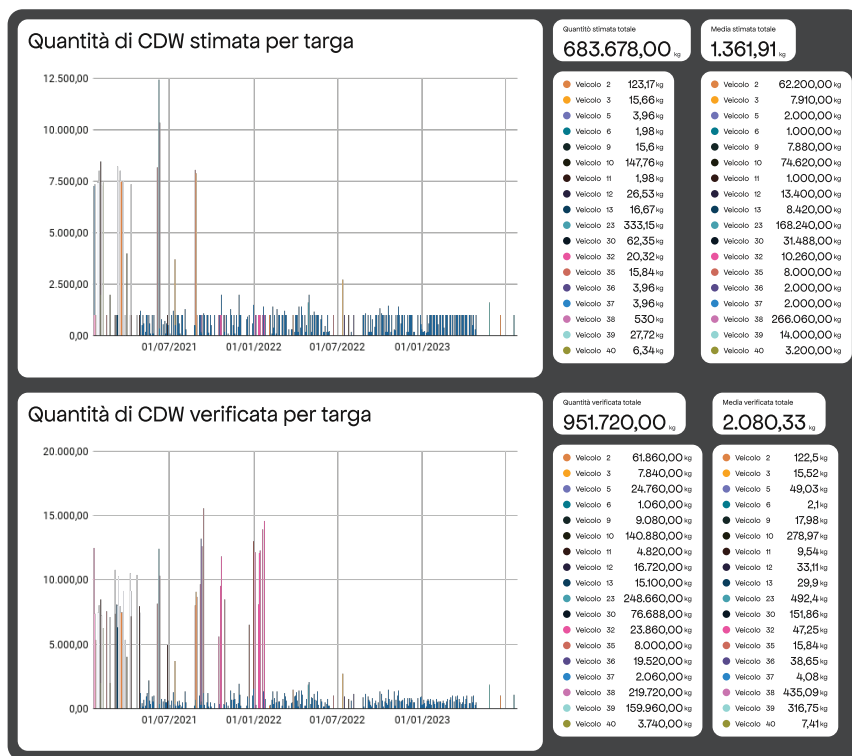 Quantità di CDW stimata per targa
12.500,00
10.000,00
7.500,00
5.000,00
2.500,00
0,00
01/07/2021
01/01/2022
01/07/2022
01/01/2023
Quantità stimata totale
683.678,00 kg
Veicolo 2 123,17 kg
Veicolo 3 15,66 kg
Veicolo 5 3,96 kg
Veicolo 6 1,98 kg
Veicolo 9 15,6 kg
Veicolo 10 147,76 kg
Veicolo 11 1,98 kg
Veicolo 12 26,53 kg
Veicolo 13 16,67 kg
Veicolo 23 333,15 kg
Veicolo 30 62,35 kg
Veicolo 32 20,32 kg
Veicolo 35 15,84 kg
Veicolo 36 3,96 kg
Veicolo 37 3,96 kg
Veicolo 38 530 kg
Veicolo 39 27,72 kg
Veicolo 40 6,34 kg
Media stimata totale
1.361,91 kg
Veicolo 2 62.200,00 kg
Veicolo 3 7.910,00 kg
Veicolo 5 2.000,00 kg
Veicolo 6 1.000,00 kg
Veicolo 9 7.880,00 kg
Veicolo 10 74.620,00 kg
Veicolo 11 1.000,00 kg
Veicolo 12 13.400,00 kg
Veicolo 13 8.420,00 kg
Veicolo 23 168.240,00 kg
Veicolo 30 31.488,00 kg
Veicolo 32 10.260,00 kg
Veicolo 35 8.000,00 kg
Veicolo 36 2.000,00 kg
Veicolo 37 2.000,00 kg
Veicolo 38 266.060,00 kg
Veicolo 39 14.000,00 kg
Veicolo 40 3.200,00 kg
Quantità di CDW verificata per targa
20.000,00
15.000,00
10.000,00
5.000,00
0,00
01/07/2021
01/01/2022
01/07/2022
01/01/2023
Quantità verificata totale
951.720,00 kg
Veicolo 2 61.860,00 kg
Veicolo 3 7.840,00 kg
Veicolo 5 24.760,00 kg
Veicolo 6 1.060,00 kg
Veicolo 9 9.080,00 kg
Veicolo 10 140.880,00 kg
Veicolo 11 4.820,00 kg
Veicolo 12 16.720,00 kg
Veicolo 13 15.100,00 kg
Veicolo 23 248.660,00 kg
Veicolo 30 76.688,00 kg
Veicolo 32 23.860,00 kg
Veicolo 35 8.000,00 kg
Veicolo 36 19.520,00 kg
Veicolo 37 2.060,00 kg
Veicolo 38 219.720,00 kg
Veicolo 39 159.960,00 kg
Veicolo 40 3.740,00 kg
Media verificata totale
2.080,33 kg
Veicolo 2 122,5 kg
Veicolo 3 15,52 kg
Veicolo 5 49,03 kg
Veicolo 6 2,1 kg
Veicolo 9 17,98 kg
Veicolo 10 278,97 kg
Veicolo 11 9,54 kg
Veicolo 12 33,11 kg
Veicolo 13 29,9 kg
Veicolo 23 492,4 kg
Veicolo 30 151,86 kg
Veicolo 32 47,25 kg
Veicolo 35 15,84 kg
Veicolo 36 38,65 kg
Veicolo 37 4,08 kg
Veicolo 38 435,09 kg
Veicolo 39 316,75 kg
Veicolo 40 7,41 kg